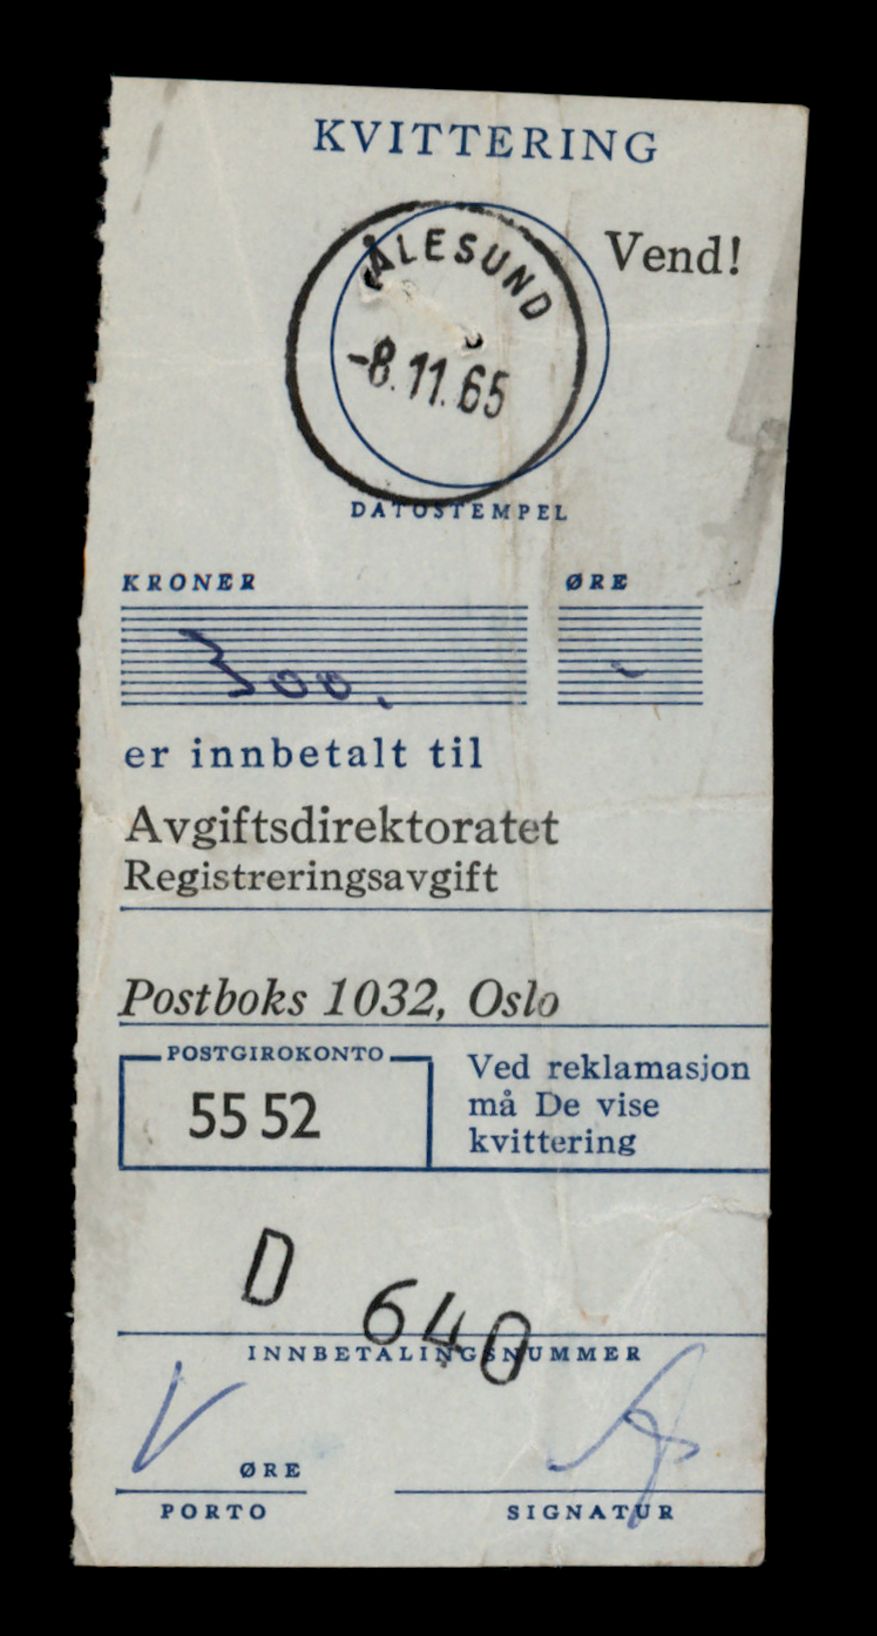 KVITTERING
Vend!
ÅLESUND
-8.11.65
DATOSTEMPEL
KRONER ØRE
300. -
er innbetalt til
Avgiftsdirektoratet
Registreringsavgift
Postboks 1032, Oslo
POSTGIROKONTO
55 52
Ved reklamasjon
må De vise
kvittering
D 640
INNBETALINGSNUMMER
ØRE
PORTO
SIGNATUR